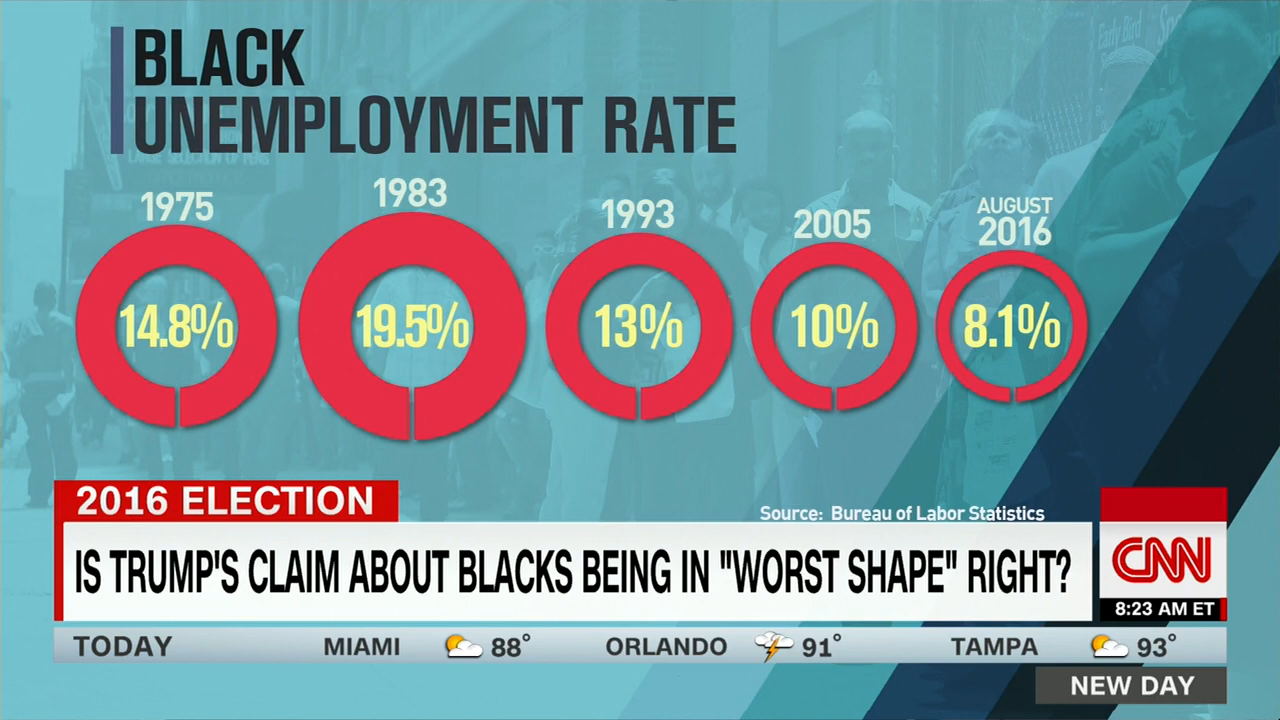 BLACK
UNEMPLOYMENT RATE
Early Bird
1975
1983
1993
2005
AUGUST
2016
14.8%
19.5%
13%
10%
8.1%
2016 ELECTION
Source: Bureau of Labor Statistics
IS TRUMP'S CLAIM ABOUT BLACKS BEING IN "WORST SHAPE" RIGHT?
CNN
8:23 AM ET
TODAY MIAMI 88° ORLANDO 91° TAMPA 93°
NEW DAY